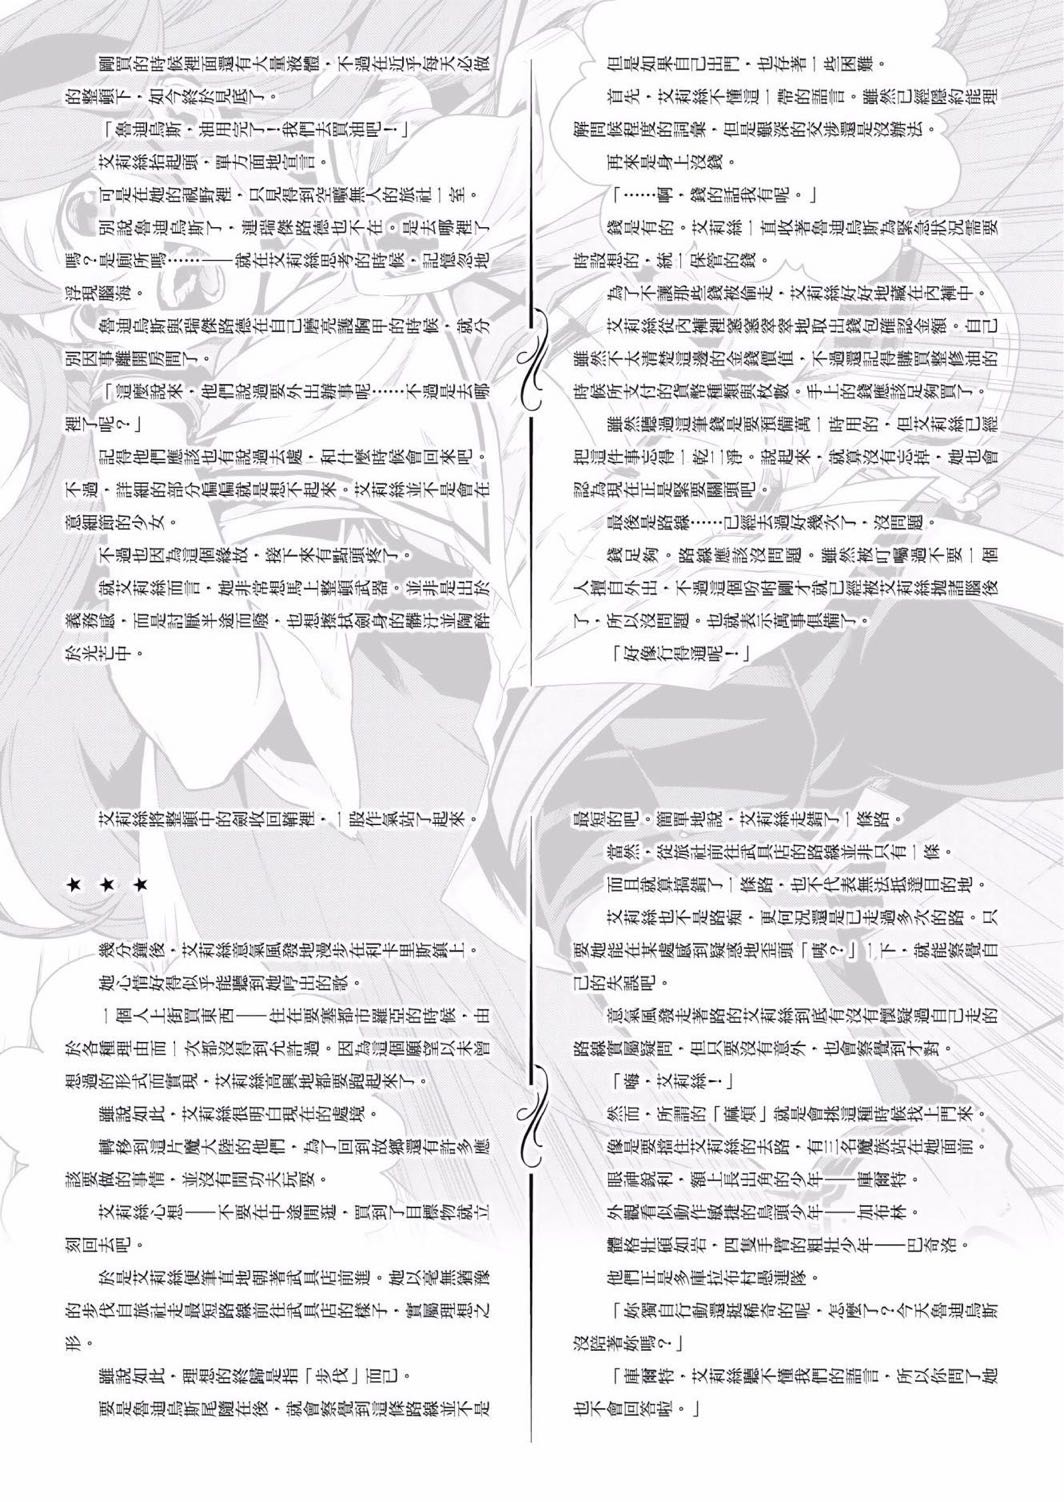 剛買的時候裡面還有大量液體，不過在近乎每天必做
的整頓下，如今終於見底了。
「魯迪烏斯，油用完了！我們去買油吧！」
艾莉絲抬起頭，單方面地宣言。
可是在她的視野裡，只見得到空曠無人的旅社一室。
別說魯迪烏斯了，連瑞傑路德也不在。是去哪裡了
嗎？是廁所嗎……——就在艾莉絲思考的時候，記憶忽地
浮現腦海。
魯迪烏斯與瑞傑路德在自己磨亮護胸甲的時候，就分
別因事離開房間了。
「這麼說來，他們說過要外出辦事呢……不過是去哪
裡了呢？」
記得他們應該也有說過去處，和什麼時候會回來吧。
不過，詳細的部分偏偏就是想不起來。艾莉絲並不是會在
意細節的少女。
不過也因為這個緣故，接下來有點頭疼了。
就艾莉絲而言，她非常想馬上整頓武器。並非是出於
義務感，而是討厭半途而廢，也想擦拭劍身的髒汙並陶醉
於光芒中。
但是如果自己出門，也存著一些困難。
首先，艾莉絲不懂這一帶的語言。雖然已經隱約能理
解問候程度的詞彙，但是艱深的交涉還是沒辦法。
再來是身上沒錢。
「……啊，錢的話我有呢。」
錢是有的。艾莉絲一直收著魯迪烏斯為緊急狀況需要
時設想的，統一保管的錢。
為了不讓那些錢被偷走，艾莉絲好好地藏在內褲中。
艾莉絲從內褲裡窸窸窣窣地取出錢包確認金額。自己
雖然不太清楚這邊的金錢價值，不過還記得購買整修油的
時候所支付的貨幣種類與枚數。手上的錢應該足夠買了。
雖然聽過這筆錢是要預備萬一時用的，但艾莉絲已經
把這件事忘得一乾二淨。說起來，就算沒有忘掉，她也會
認為現在正是緊要關頭吧。
最後是路線……已經去過好幾次了，沒問題。
錢足夠。路線應該沒問題。雖然被叮囑過不要一個
人擅自外出，不過這個吩咐剛才就已經被艾莉絲拋諸腦後
了，所以沒問題。也就表示萬事俱備了。
「好像行得通呢！」
艾莉絲將整頓中的劍收回鞘裡，一股作氣站了起來。
★ ★ ★
幾分鐘後，艾莉絲意氣風發地漫步在利卡里斯鎮上。
她心情好得似乎能聽到她哼出的歌。
一個人上街買東西——住在要塞都市羅亞的時候，由
於各種理由而一次都沒得到允許過。因為這個願望以未曾
想過的形式而實現，艾莉絲高興地都要跑起來了。
雖說如此，艾莉絲很明白現在的處境。
轉移到這片魔大陸的他們，為了回到故鄉還有許多應
該要做的事情，並沒有閒功夫玩耍。
艾莉絲心想——不要在中途閒逛，買到了目標物就立
刻回去吧。
於是艾莉絲便筆直地朝著武具店前進。她以毫無猶豫
的步伐自旅社走最短路線前往武具店的樣子，實屬理想之
形。
雖說如此，理想的終歸是指「步伐」而已。
要是魯迪烏斯尾隨在後，就會察覺到這條路線並不是
最短的吧。簡單地說，艾莉絲走錯了一條路。
當然，從旅社前往武具店的路線並非只有一條。
而且就算搞錯了一條路，也不代表無法抵達目的地。
艾莉絲也不是路痴，更何況還是已走過多次的路。只
要她能在某處感到疑惑地歪頭「咦？」一下，就能察覺自
己的失誤吧。
意氣風發走著路的艾莉絲到底有沒有懷疑過自己走的
路線實屬疑問，但只要沒有意外，也會察覺到才對。
「嗨，艾莉絲！」
然而，所謂的「麻煩」就是會挑這種時候找上門來。
像是要擋住艾莉絲的去路，有三名魔族站在她面前。
眼神銳利，額上長出角的少年——庫爾特。
外觀看似動作敏捷的鳥頭少年——加布林。
體格壯碩如岩，四隻手臂的粗壯少年——巴奇洛。
他們正是多庫拉布村愚連隊。
「妳獨自行動還挺稀奇的呢，怎麼了？今天魯迪烏斯
沒陪著妳嗎？」
「庫爾特，艾莉絲聽不懂我們的語言，所以你問了她
也不會回答啦。」